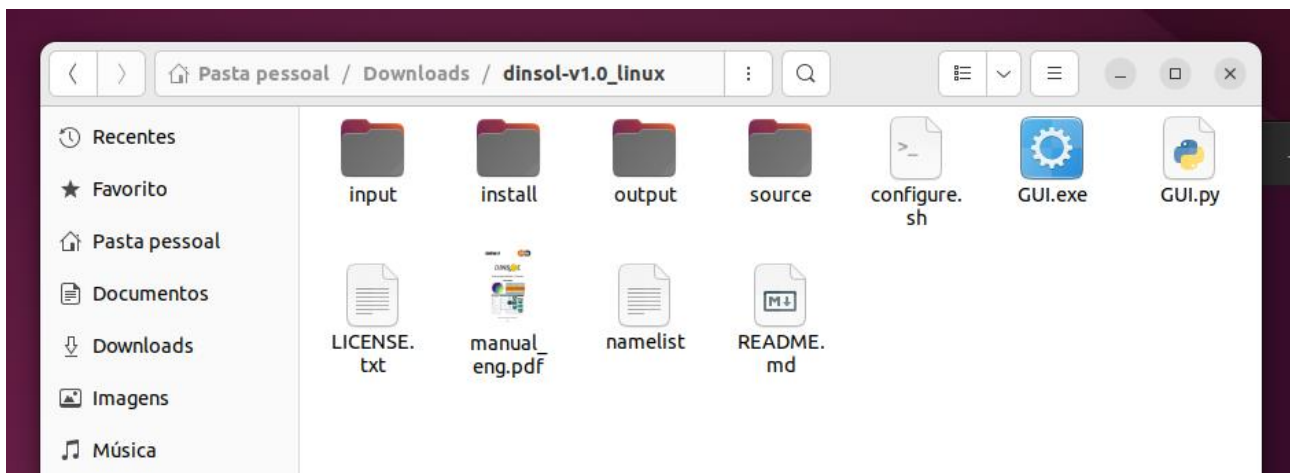 Pasta pessoal / Downloads / dinsol-v1.0_linux
Recentes
Favorito
Pasta pessoal
Documentos
Downloads
Imagens
Música
input
install
output
source
configure.
sh
GUI.exe
GUI.py
LICENSE.
txt
manual_
eng.pdf
namelist
README.
md